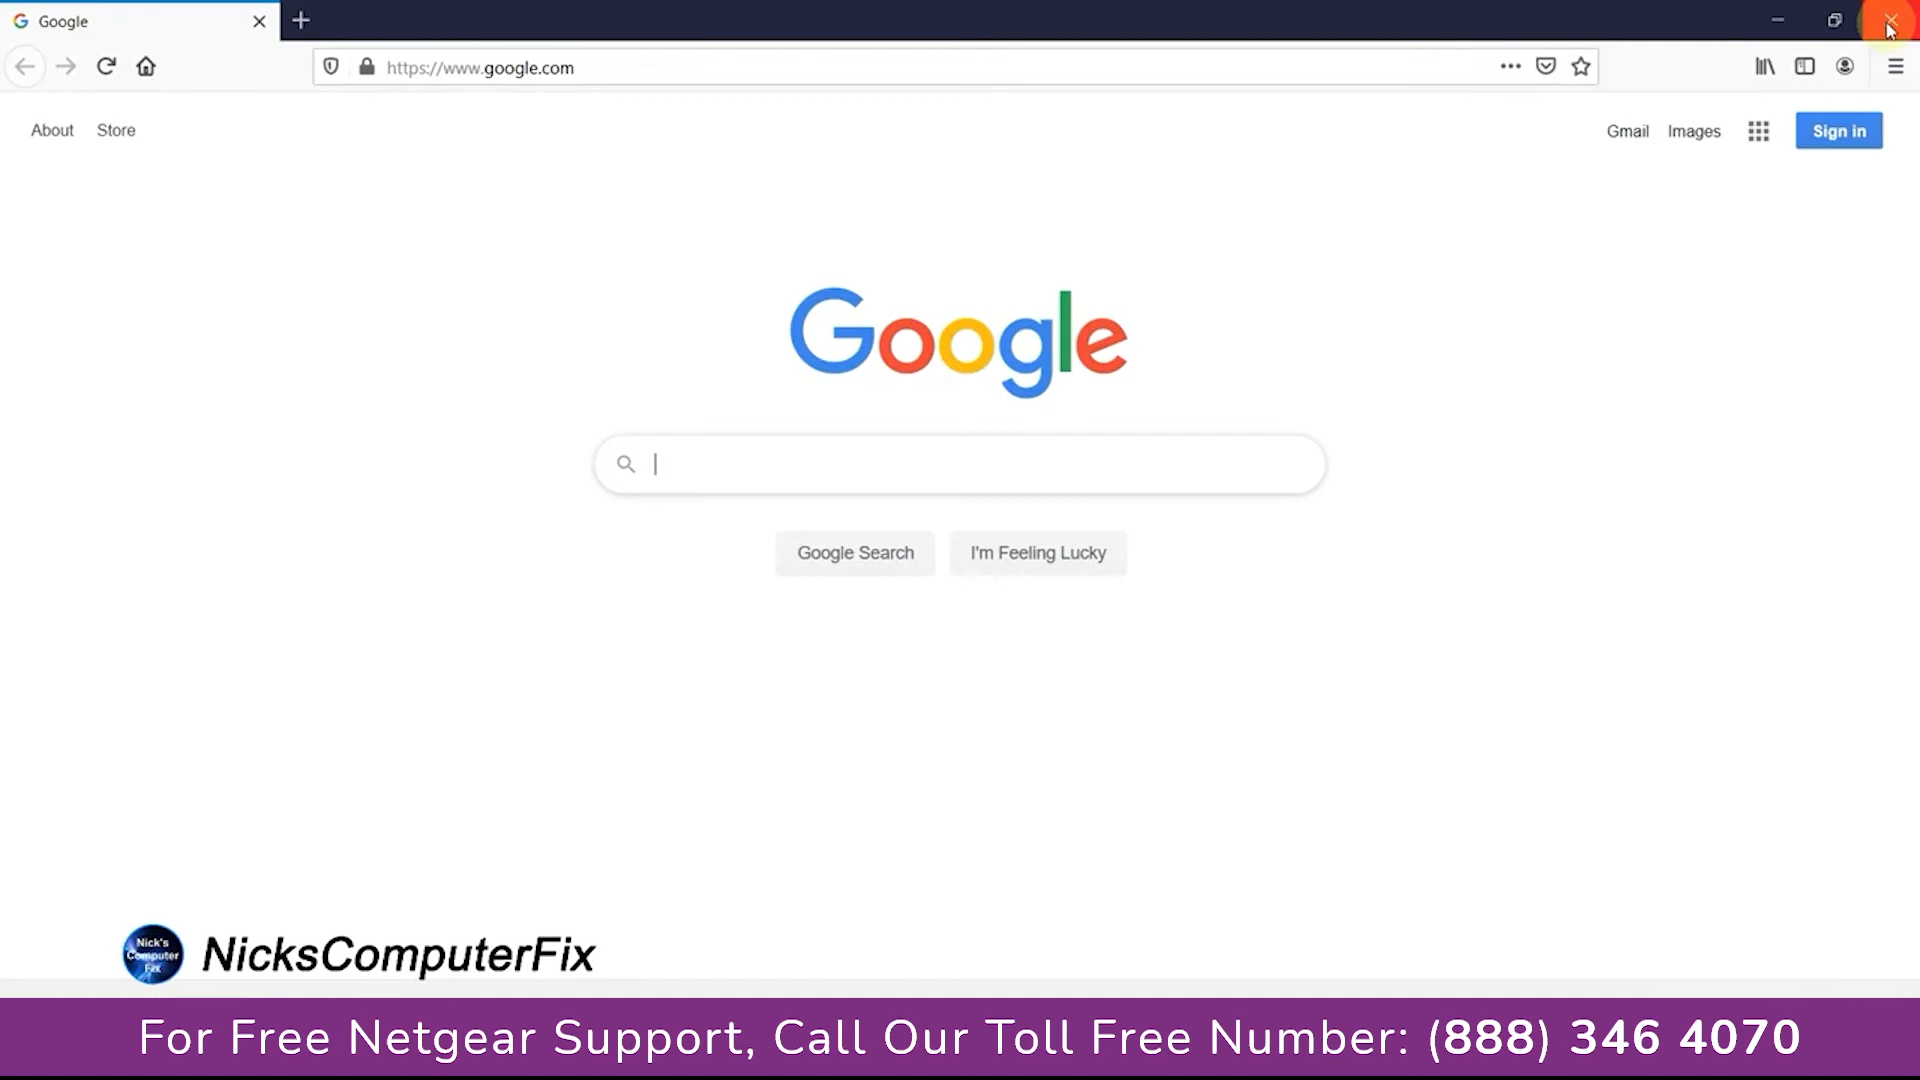 Google
https://www.google.com
About Store
Gmail Images Sign in
Google
Google Search I'm Feeling Lucky
Nick's
Computer
Fix
NicksComputerFix
For Free Netgear Support, Call Our Toll Free Number: (888) 346 4070